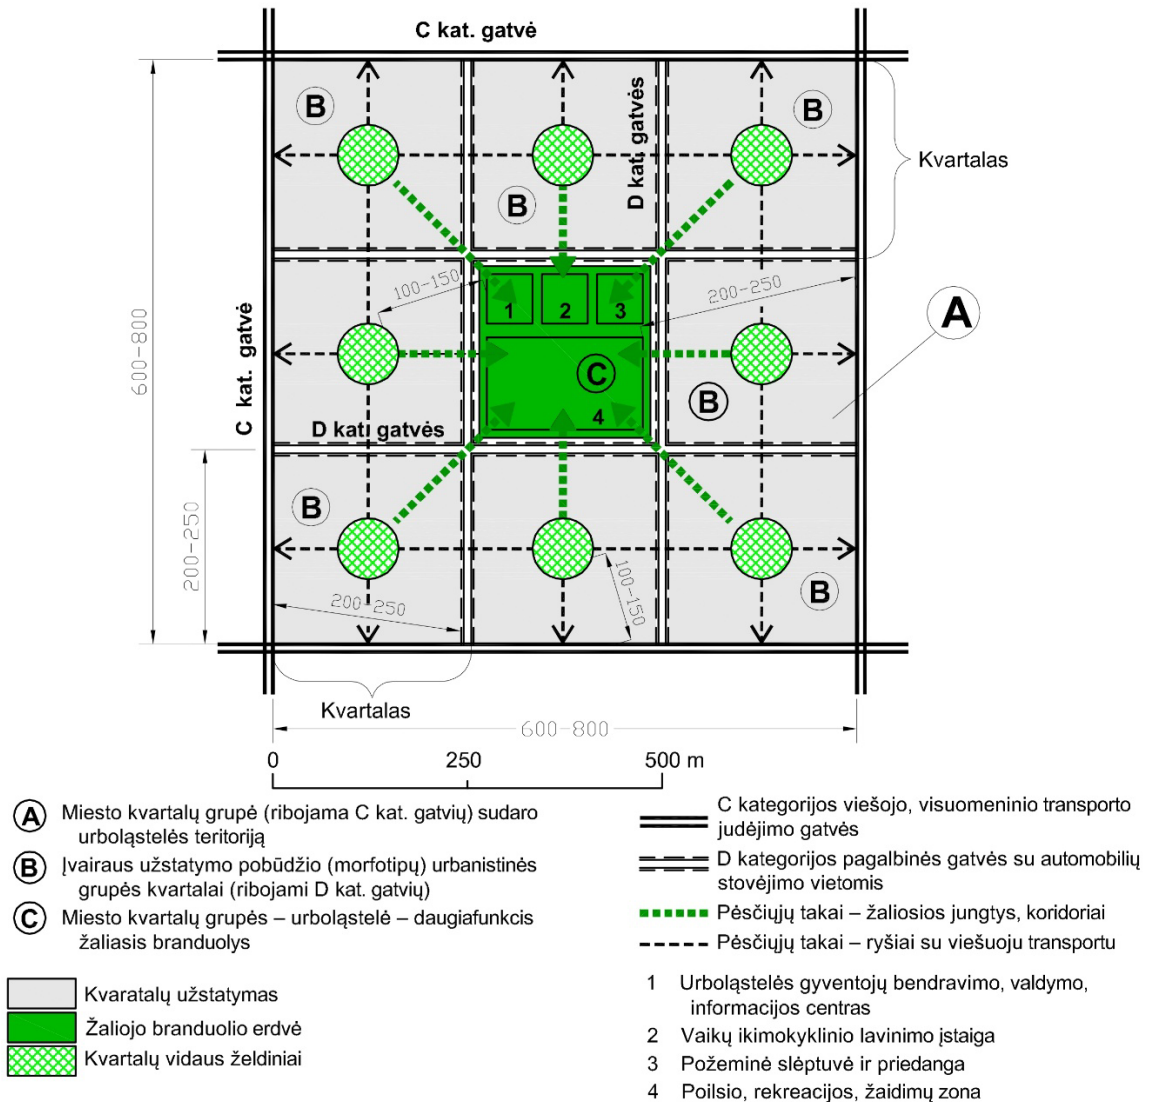 C kat. gatvė
B
B
D kat. gatvės
B
Kvartalas
100-150
200-250
1
2
3
A
600-800
C kat. gatvė
C
B
4
D kat. gatvės
B
200-250
200-250
100-150
B
Kvartalas
600-800
0 250 500 m
A Miesto kvartalų grupė (ribojama C kat. gatvių) sudaro
urboląstelės teritoriją
B Įvairaus užstatymo pobūdžio (morfotipų) urbanistinės
grupės kvartalai (ribojami D kat. gatvių)
C Miesto kvartalų grupės – urboląstelė – daugiafunkcis
žaliasis branduolys
Kvaratalų užstatymas
Žaliojo branduolio erdvė
Kvartalų vidaus želdiniai
C kategorijos viešojo, visuomeninio transporto
judėjimo gatvės
D kategorijos pagalbinės gatvės su automobilių
stovėjimo vietomis
Pėsčiųjų takai – žaliosios jungtys, koridoriai
Pėsčiųjų takai – ryšiai su viešuoju transportu
1 Urboląstelės gyventojų bendravimo, valdymo,
informacijos centras
2 Vaikų ikimokyklinio lavinimo įstaiga
3 Požeminė slėptuvė ir priedanga
4 Poilsio, rekreacijos, žaidimų zona